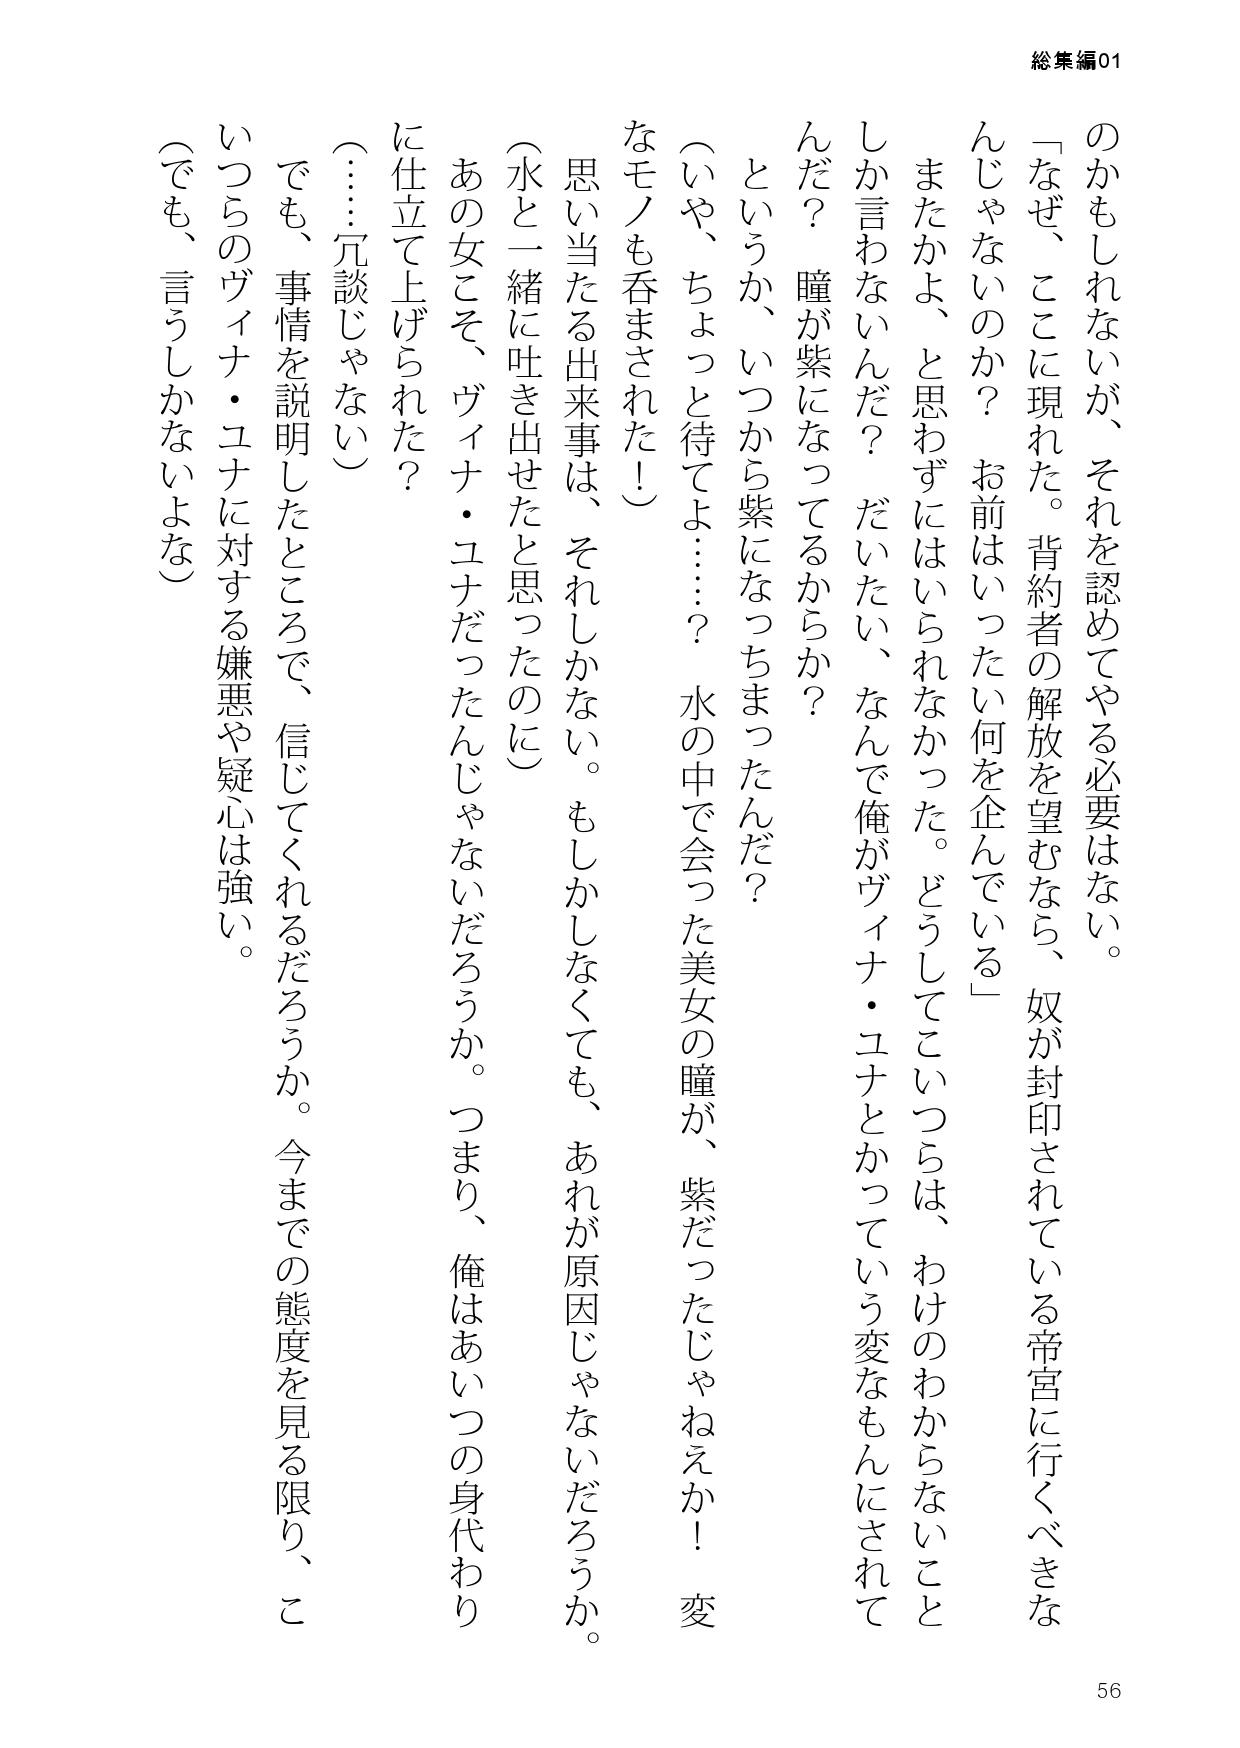 総集編01
のかもしれないが、それを認めてやる必要はない。
「なぜ、ここに現れた。背約者の解放を望むなら、奴が封印されている帝宮に行くべきな
んじゃないのか？　お前はいったい何を企んでいる」
　またかよ、と思わずにはいられなかった。どうしてこいつらは、わけのわからないこと
しか言わないんだ？　だいたい、なんで俺がヴィナ・ユナとかっていう変なもんにされて
んだ？　瞳が紫になってるからか？
　というか、いつから紫になっちまったんだ？
（いや、ちょっと待てよ……？　水の中で会った美女の瞳が、紫だったじゃねえか！　変
なモノも呑まされた！）
　思い当たる出来事は、それしかない。もしかしなくても、あれが原因じゃないだろうか。
（水と一緒に吐き出せたと思ったのに）
　あの女こそ、ヴィナ・ユナだったんじゃないだろうか。つまり、俺はあいつの身代わり
に仕立て上げられた？
（……冗談じゃない）
　でも、事情を説明したところで、信じてくれるだろうか。今までの態度を見る限り、こ
いつらのヴィナ・ユナに対する嫌悪や疑心は強い。
（でも、言うしかないよな）
56